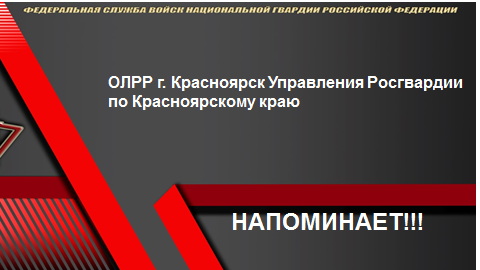 ФЕДЕРАЛЬНАЯ СЛУЖБА ВОЙСК НАЦИОНАЛЬНОЙ ГВАРДИИ РОССИЙСКОЙ ФЕДЕРАЦИИ
ОЛРР г. Красноярск Управления Росгвардии
по Красноярскому краю
НАПОМИНАЕТ!!!